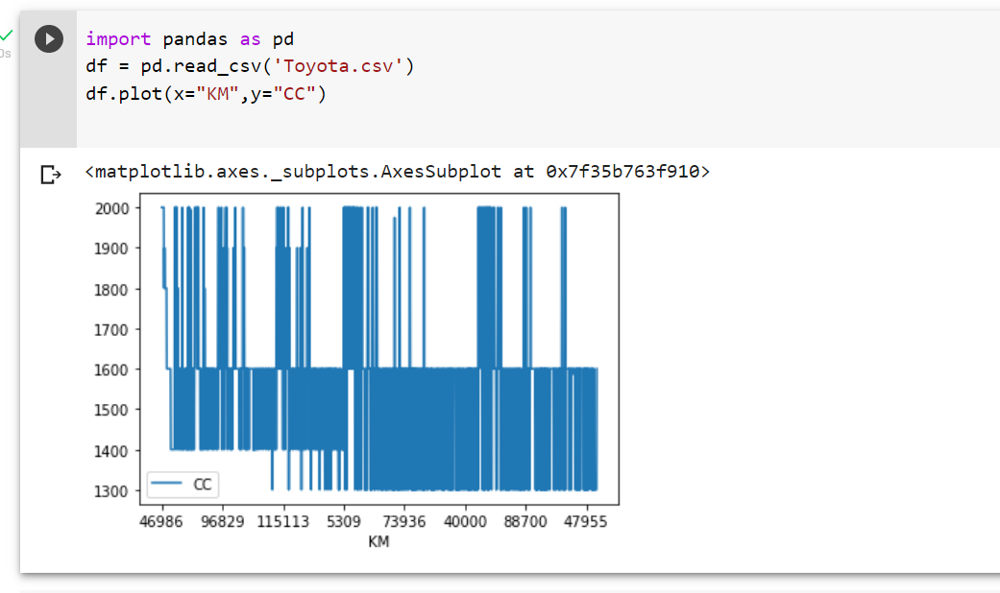 import pandas as pd
df = pd.read_csv('Toyota.csv')
df.plot(x="KM",y="CC")
0s
<matplotlib.axes._subplots.AxesSubplot at 0x7f35b763f910>
2000
1900
1800
1700
1600
1500
1400
1300
CC
46986 96829 115113 5309 73936 40000 88700 47955
KM